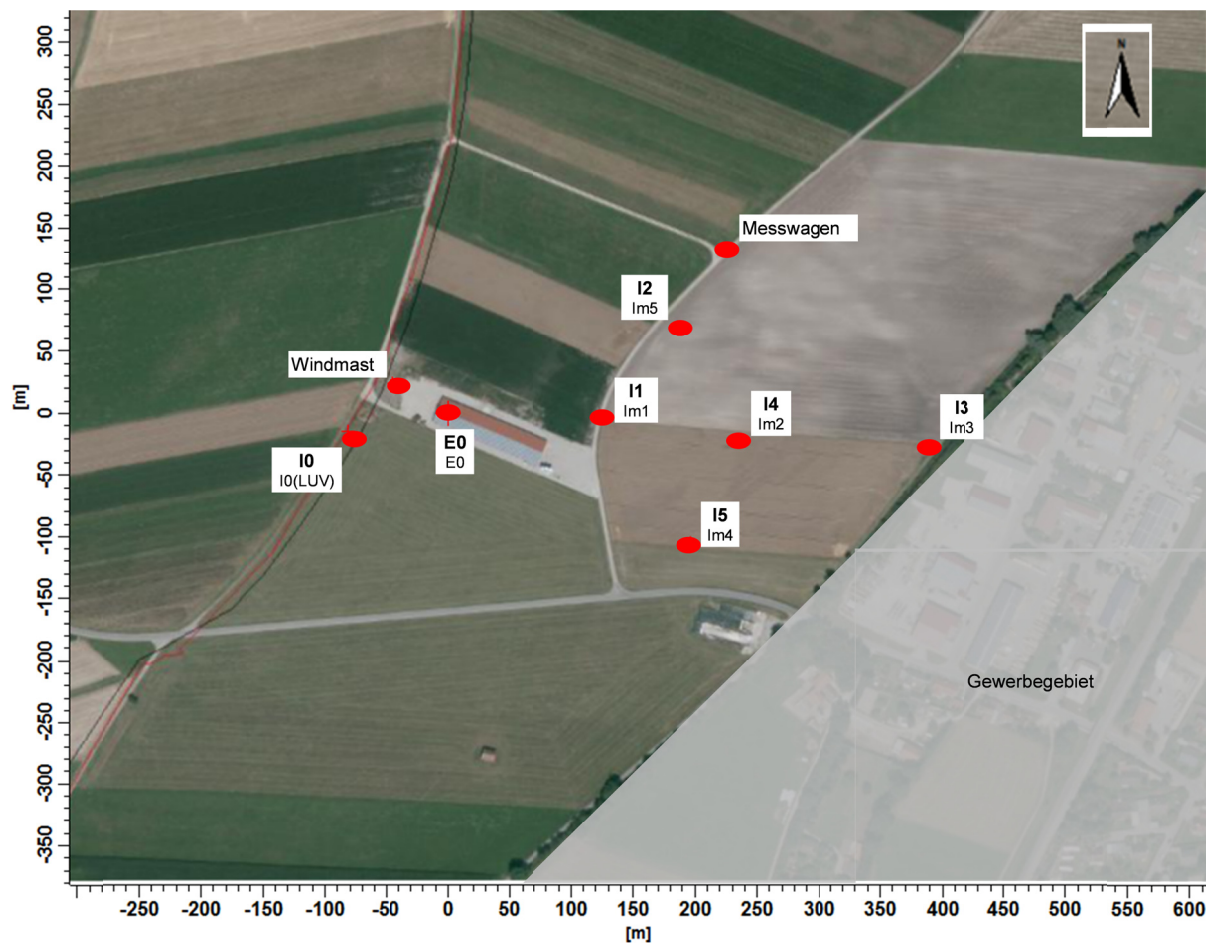 N
Messwagen
I2
Im5
Windmast
I1
Im1
I4
Im2
I3
Im3
E0
E0
I0
I0(LUV)
I5
Im4
Gewerbegebiet
300
250
200
150
100
50
0
-50
-100
-150
-200
-250
-300
-350
[m]
-250
-200
-150
-100
-50
0
50
100
150
200
250
300
350
400
450
500
550
600
[m]